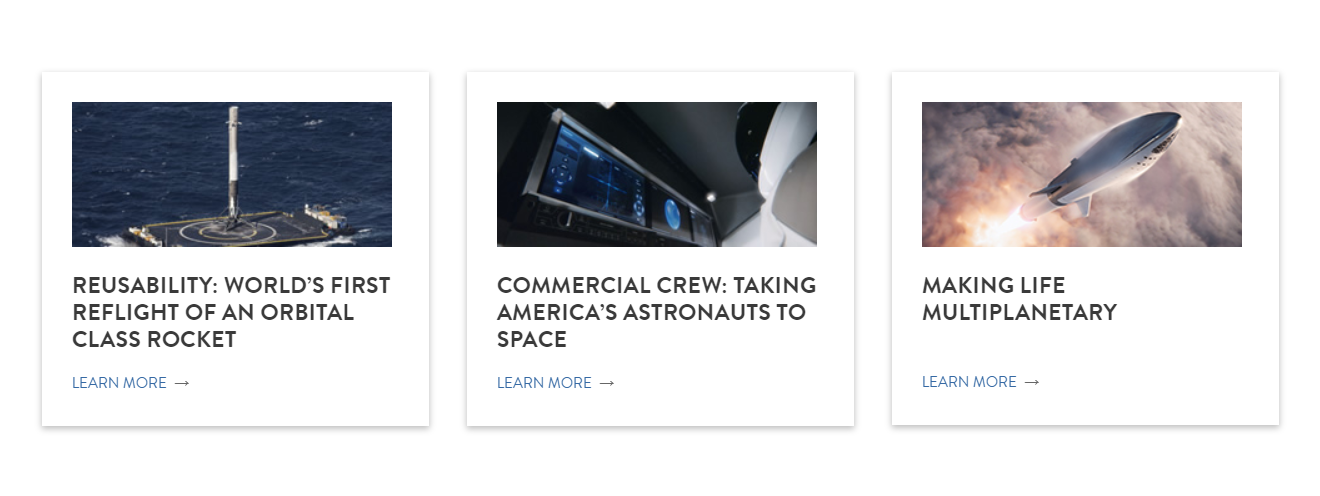 REUSABILITY: WORLD’S FIRST
REFLIGHT OF AN ORBITAL
CLASS ROCKET
LEARN MORE →
COMMERCIAL CREW: TAKING
AMERICA’S ASTRONAUTS TO
SPACE
LEARN MORE →
MAKING LIFE
MULTIPLANETARY
LEARN MORE →